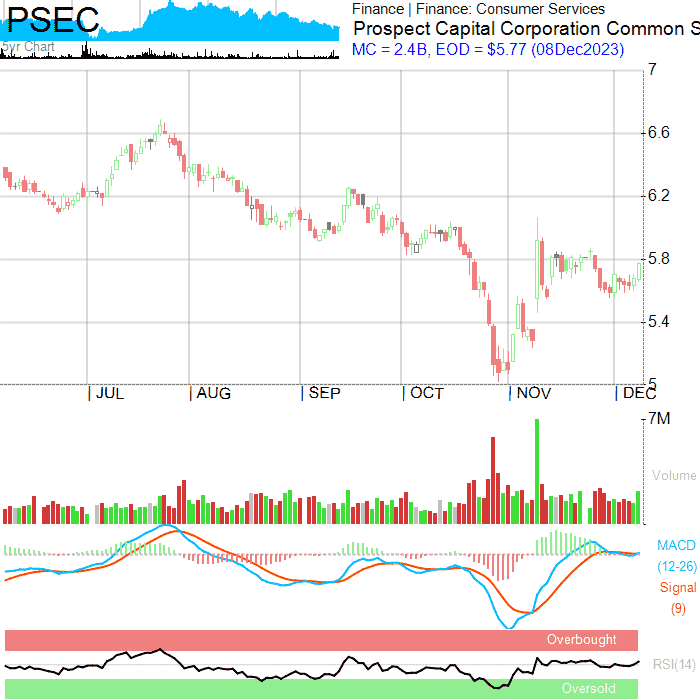 PSEC
5yr Chart
Finance | Finance: Consumer Services
Prospect Capital Corporation Common S
MC = 2.4B, EOD = $5.77 (08Dec2023)
7
6.6
6.2
5.8
5.4
5
| JUL | AUG | SEP | OCT | NOV | DEC
7M
Volume
MACD
(12-26)
Signal
(9)
Overbought
RSI(14)
Oversold